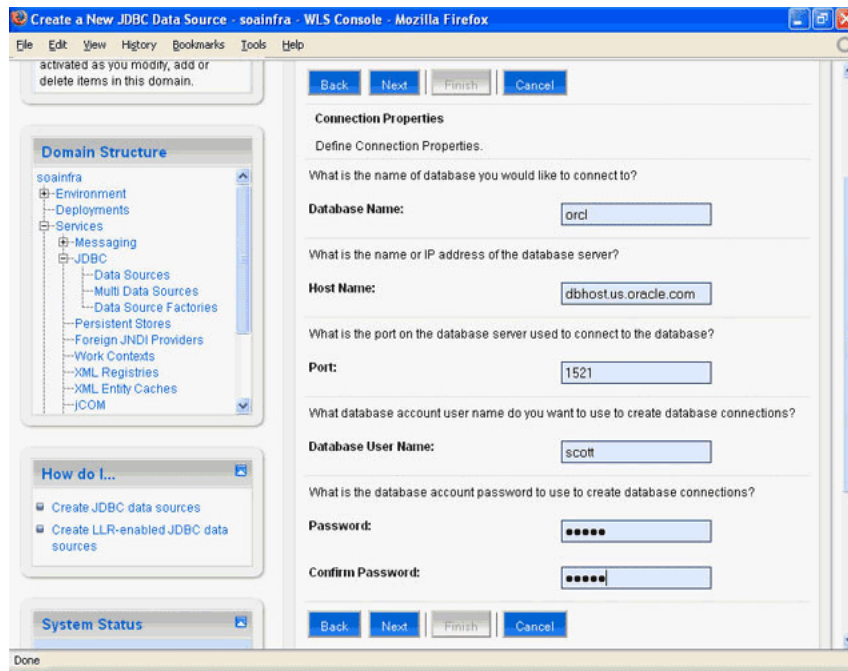 Create a New JDBC Data Source - soainfra - WLS Console - Mozilla Firefox
File Edit View History Bookmarks Tools Help
activated as you modify, add or
delete items in this domain.
Domain Structure
soainfra
Environment
Deployments
Services
Messaging
JDBC
Data Sources
Multi Data Sources
Data Source Factories
Persistent Stores
Foreign JNDI Providers
Work Contexts
XML Registries
XML Entity Caches
jCOM
How do I...
Create JDBC data sources
Create LLR-enabled JDBC data
sources
System Status
Back Next Finish Cancel
Connection Properties
Define Connection Properties.
What is the name of database you would like to connect to?
Database Name: orcl
What is the name or IP address of the database server?
Host Name: dbhost.us.oracle.com
What is the port on the database server used to connect to the database?
Port: 1521
What database account user name do you want to use to create database connections?
Database User Name: scott
What is the database account password to use to create database connections?
Password: •••••
Confirm Password: •••••
Back Next Finish Cancel
Done